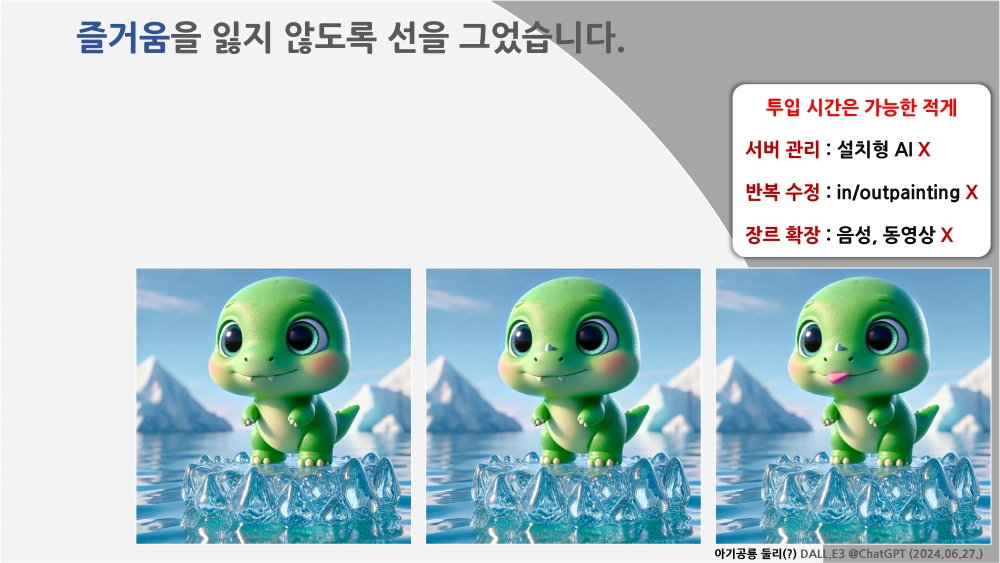 즐거움을 잃지 않도록 선을 그었습니다.
투입 시간은 가능한 적게
서버 관리 : 설치형 AI X
반복 수정 : in/outpainting X
장르 확장 : 음성, 동영상 X
아기공룡 둘리(?) DALL.E3 @ChatGPT (2024.06.27.)